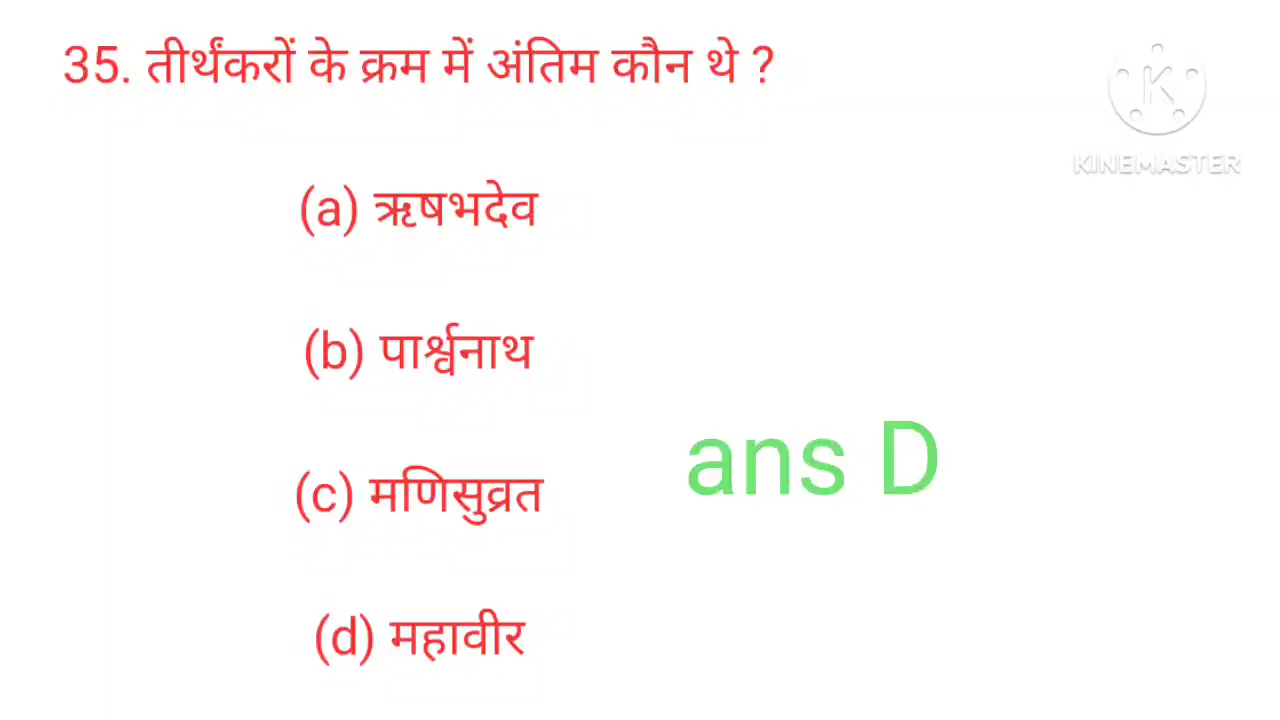 35. तीर्थंकरों के क्रम में अंतिम कौन थे ?
K
KINEMASTER
(a) ऋषभदेव
(b) पार्श्वनाथ
ans D
(c) मणिसुव्रत
(d) महावीर